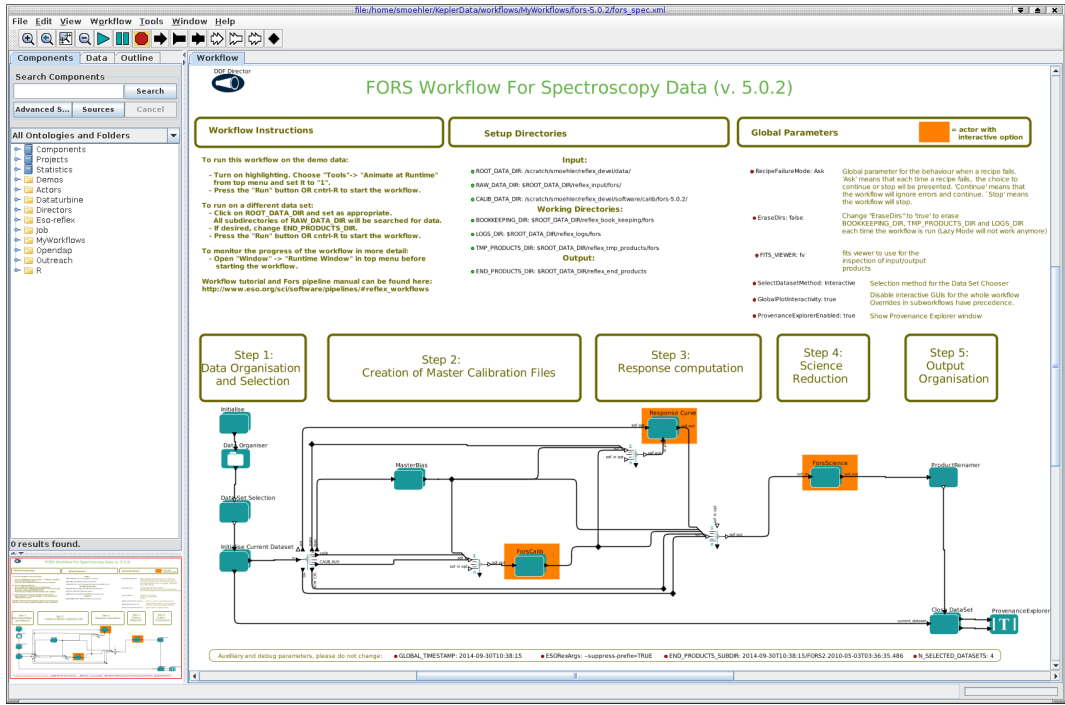 file:/home/smoehler/KeplerData/workflows/MyWorkflows/fors-5.0.2/fors_spec.xml
File Edit View Workflow Tools Window Help
Components Data Outline
Workflow
Search Components
Search
Advanced S... Sources Cancel
All Ontologies and Folders
Components
Projects
Statistics
Demos
Actors
Dataturbine
Directors
Eso-reflex
Job
MyWorkflows
Opendap
Outreach
R
0 results found.
DDF Director
FORS Workflow For Spectroscopy Data (v. 5.0.2)
Workflow Instructions
To run this workflow on the demo data:
- Turn on highlighting. Choose "Tools"-> "Animate at Runtime"
from top menu and set it to "1".
- Press the "Run" button OR cntrl-R to start the workflow.
To run on a different data set:
- Click on ROOT_DATA_DIR and set as appropriate.
All subdirectories of RAW_DATA_DIR will be searched for data.
- If desired, change END_PRODUCTS_DIR.
- Press the "Run" button OR cntrl-R to start the workflow.
To monitor the progress of the workflow in more detail:
- Open "Window" -> "Runtime Window" in top menu before
starting the workflow.
Workflow tutorial and Fors pipeline manual can be found here:
http://www.eso.org/sci/software/pipelines/#reflex_workflows
Setup Directories
Input:
ROOT_DATA_DIR: /scratch/smoehler/reflex_devel/data/
RAW_DATA_DIR: $ROOT_DATA_DIR/reflex_input/fors/
CALIB_DATA_DIR: /scratch/smoehler/reflex_devel/software/calib/fors-5.0.2/
Working Directories:
BOOKKEEPING_DIR: $ROOT_DATA_DIR/reflex_book_keeping/fors
LOGS_DIR: $ROOT_DATA_DIR/reflex_logs/fors
TMP_PRODUCTS_DIR: $ROOT_DATA_DIR/reflex_tmp_products/fors
Output:
END_PRODUCTS_DIR: $ROOT_DATA_DIR/reflex_end_products
Global Parameters
= actor with
interactive option
RecipeFailureMode: Ask
Global parameter for the behaviour when a recipe fails.
'Ask' means that each time a recipe fails, the choice to
continue or stop wil be presented. 'Continue' means that
the workflow will ignore errors and continue. `Stop' means
the workflow will stop.
EraseDirs: false
Change "EraseDirs" to 'true' to erase
BOOKKEEPING_DIR, TMP_PRODUCTS_DIR and LOGS_DIR
each time the workflow is run (Lazy Mode will not work anymore)
FITS_VIEWER: fv
fits viewer to use for the
inspection of input/output
products
SelectDatasetMethod: Interactive
Selection method for the Data Set Chooser
GlobalPlotInteractivity: true
Disable interactive GUIs for the whole workflow
Overrides in subworkflows have precedence.
ProvenanceExplorerEnabled: true
Show Provenance Explorer window
Step 1:
Data Organisation
and Selection
Step 2:
Creation of Master Calibration Files
Step 3:
Response computation
Step 4:
Science
Reduction
Step 5:
Output
Organisation
Initialise
Data Organiser
DataSet Selection
Initialise Current Dataset
MasterBias
ForsCalib
Response Curve
ForsScience
ProductRenamer
Close DataSet
ProvenanceExplorer
current_dataset
Auxiliary and debug parameters, please do not change:
GLOBAL_TIMESTAMP: 2014-09-30T10:38:15
ESORexArgs: --suppress-prefix=TRUE
END_PRODUCTS_SUBDIR: 2014-09-30T10:38:15/FORS2.2010-05-03T03:36:35.486
N_SELECTED_DATASETS: 4